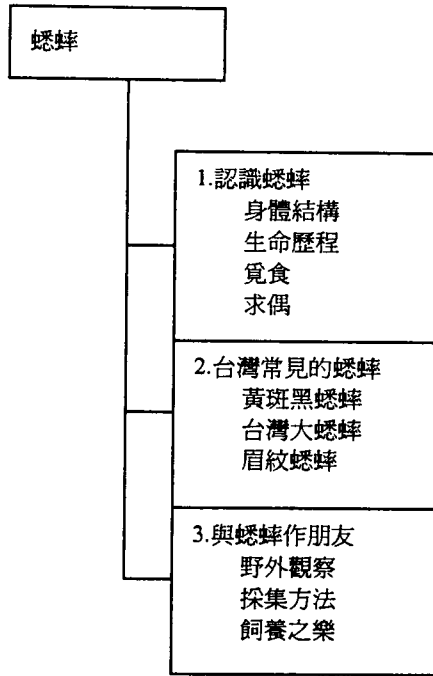 蟋蟀
1.認識蟋蟀
身體結構
生命歷程
覓食
求偶
2.台灣常見的蟋蟀
黃斑黑蟋蟀
台灣大蟋蟀
眉紋蟋蟀
3.與蟋蟀作朋友
野外觀察
採集方法
飼養之樂